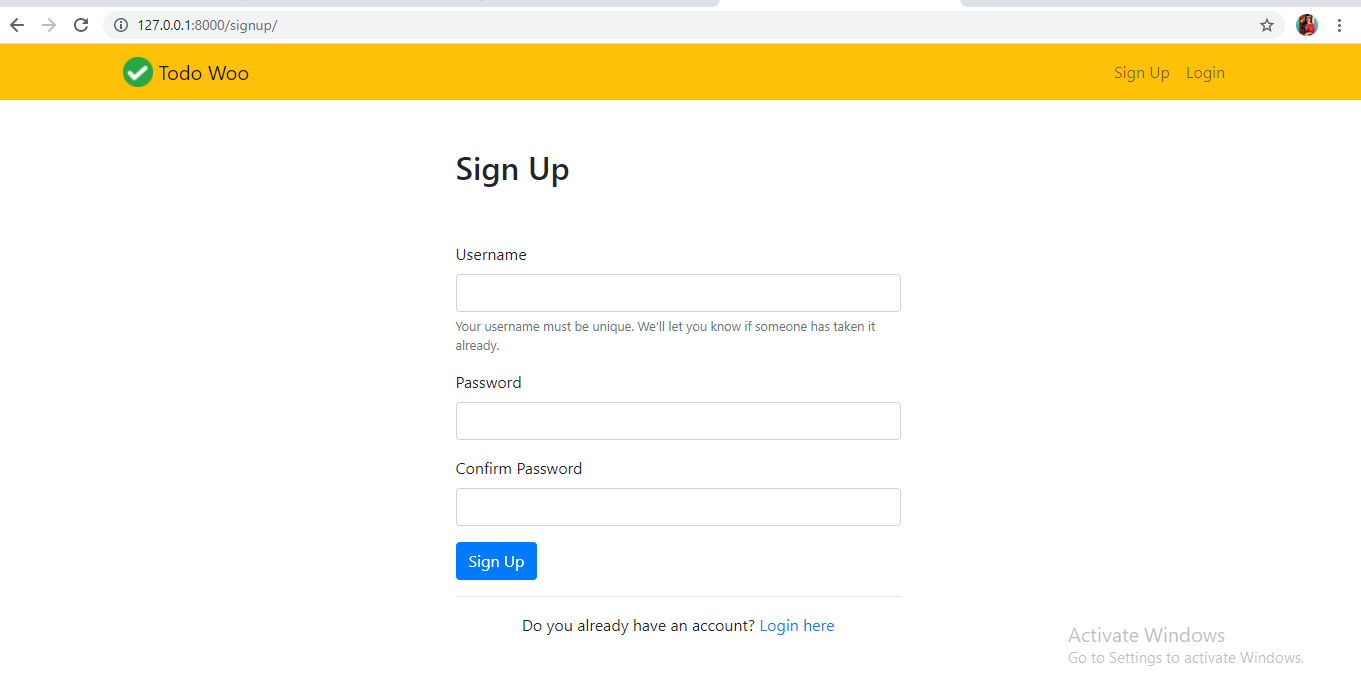 127.0.0.1:8000/signup/
Todo Woo
Sign Up
Login
Sign Up
Username
Your username must be unique. We'll let you know if someone has taken it
already.
Password
Confirm Password
Sign Up
Do you already have an account? Login here
Activate Windows
Go to Settings to activate Windows.